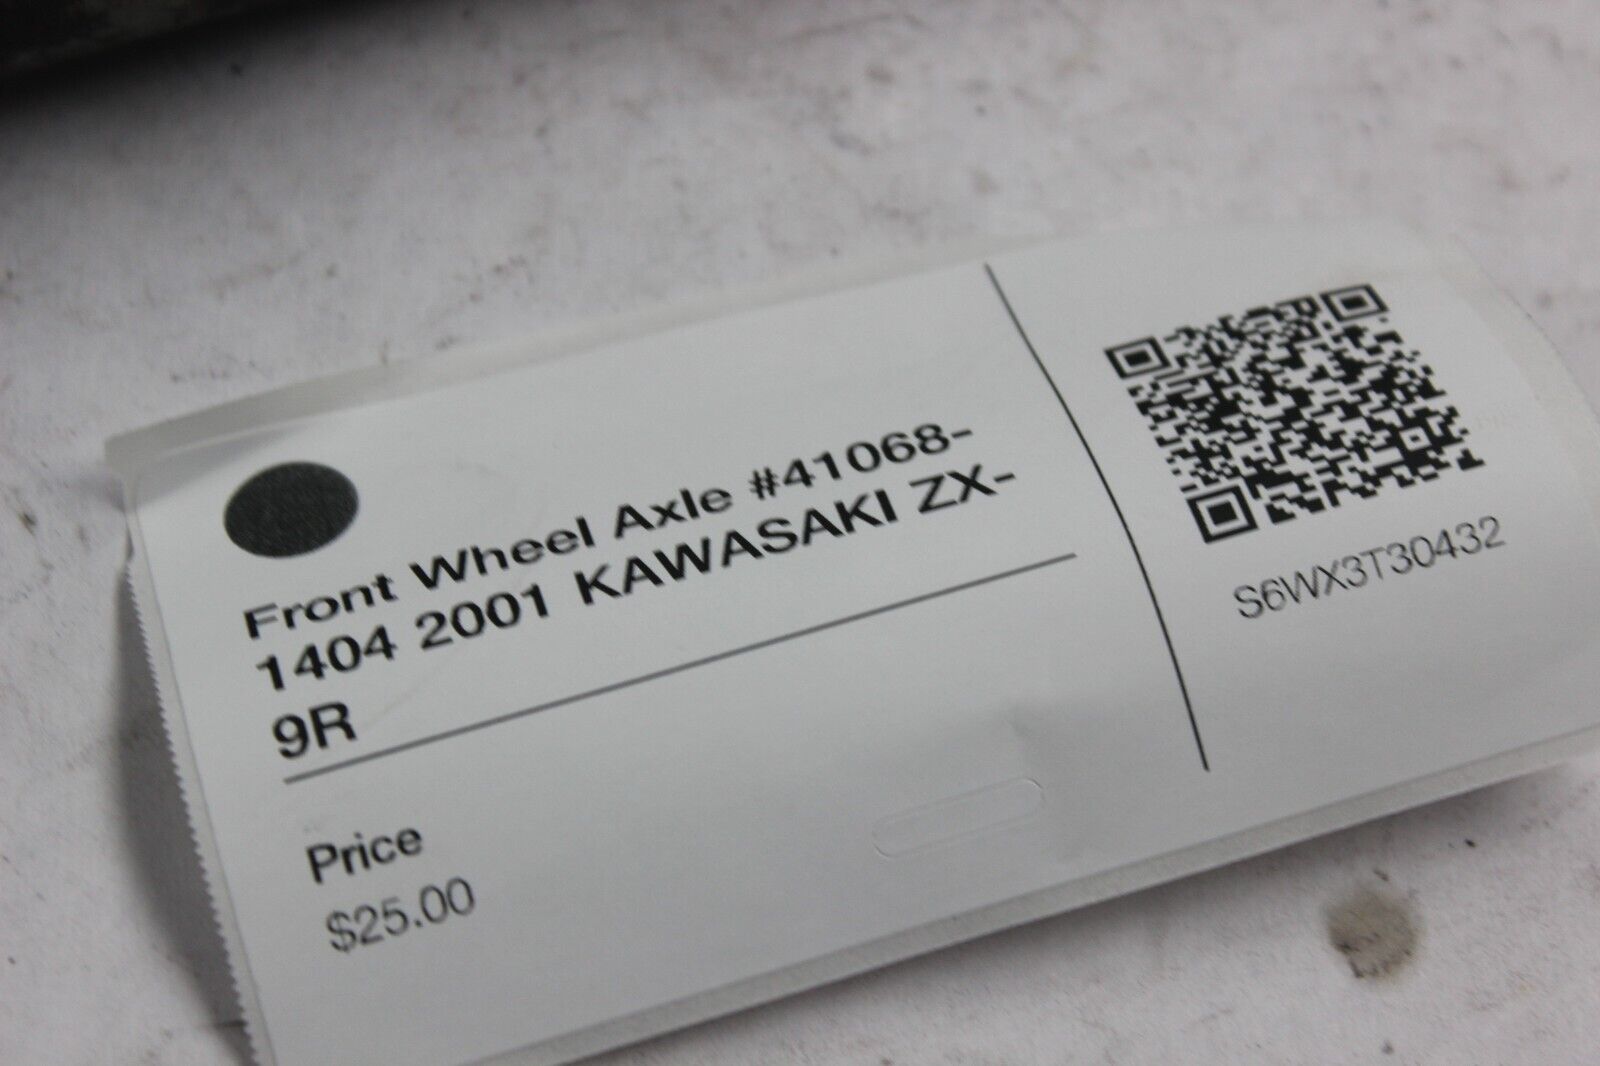 Front Wheel Axle #41068-
1404 2001 KAWASAKI ZX-
9R
Price
$25.00
S6WX3T30432